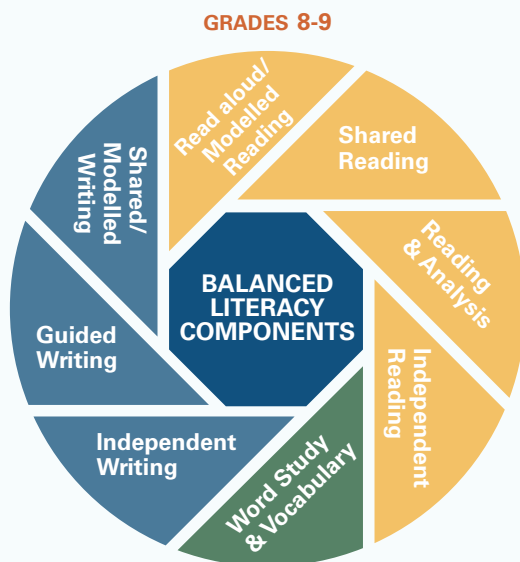 GRADES 8-9
Read aloud/
Modelled
Reading
Shared
Reading
Reading
& Analysis
Independent
Reading
Word Study
& Vocabulary
Independent
Writing
Guided
Writing
Shared/
Modelled
Writing
BALANCED
LITERACY
COMPONENTS